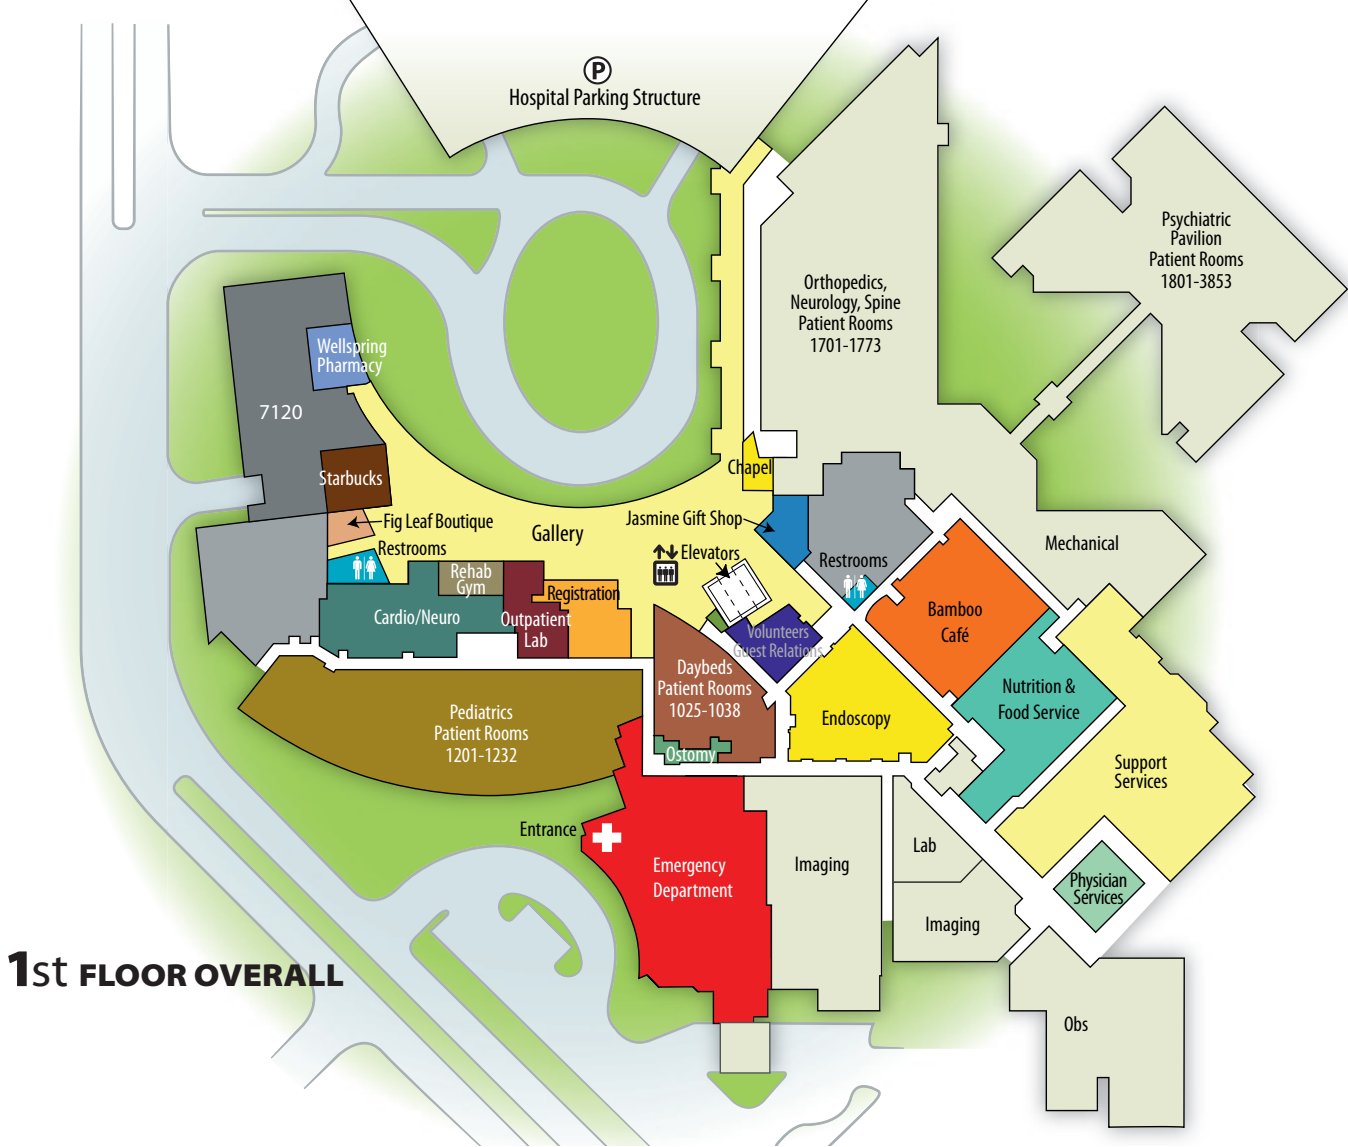 P
Hospital Parking Structure
Psychiatric
Pavilion
Patient Rooms
1801-3853
Orthopedics,
Neurology, Spine
Patient Rooms
1701-1773
Wellspring
Pharmacy
7120
Starbucks
Chapel
Fig Leaf Boutique
Gallery
Jasmine Gift Shop
Restrooms
Elevators
Restrooms
Mechanical
Rehab
Gym
Registration
Cardio/Neuro
Outpatient
Lab
Bamboo
Café
Volunteers
Guest Relations
Daybeds
Patient Rooms
1025-1038
Nutrition &
Food Service
Pediatrics
Patient Rooms
1201-1232
Endoscopy
Ostomy
Support
Services
Entrance
Emergency
Department
Imaging
Lab
Physician
Services
Imaging
1st FLOOR OVERALL
Obs